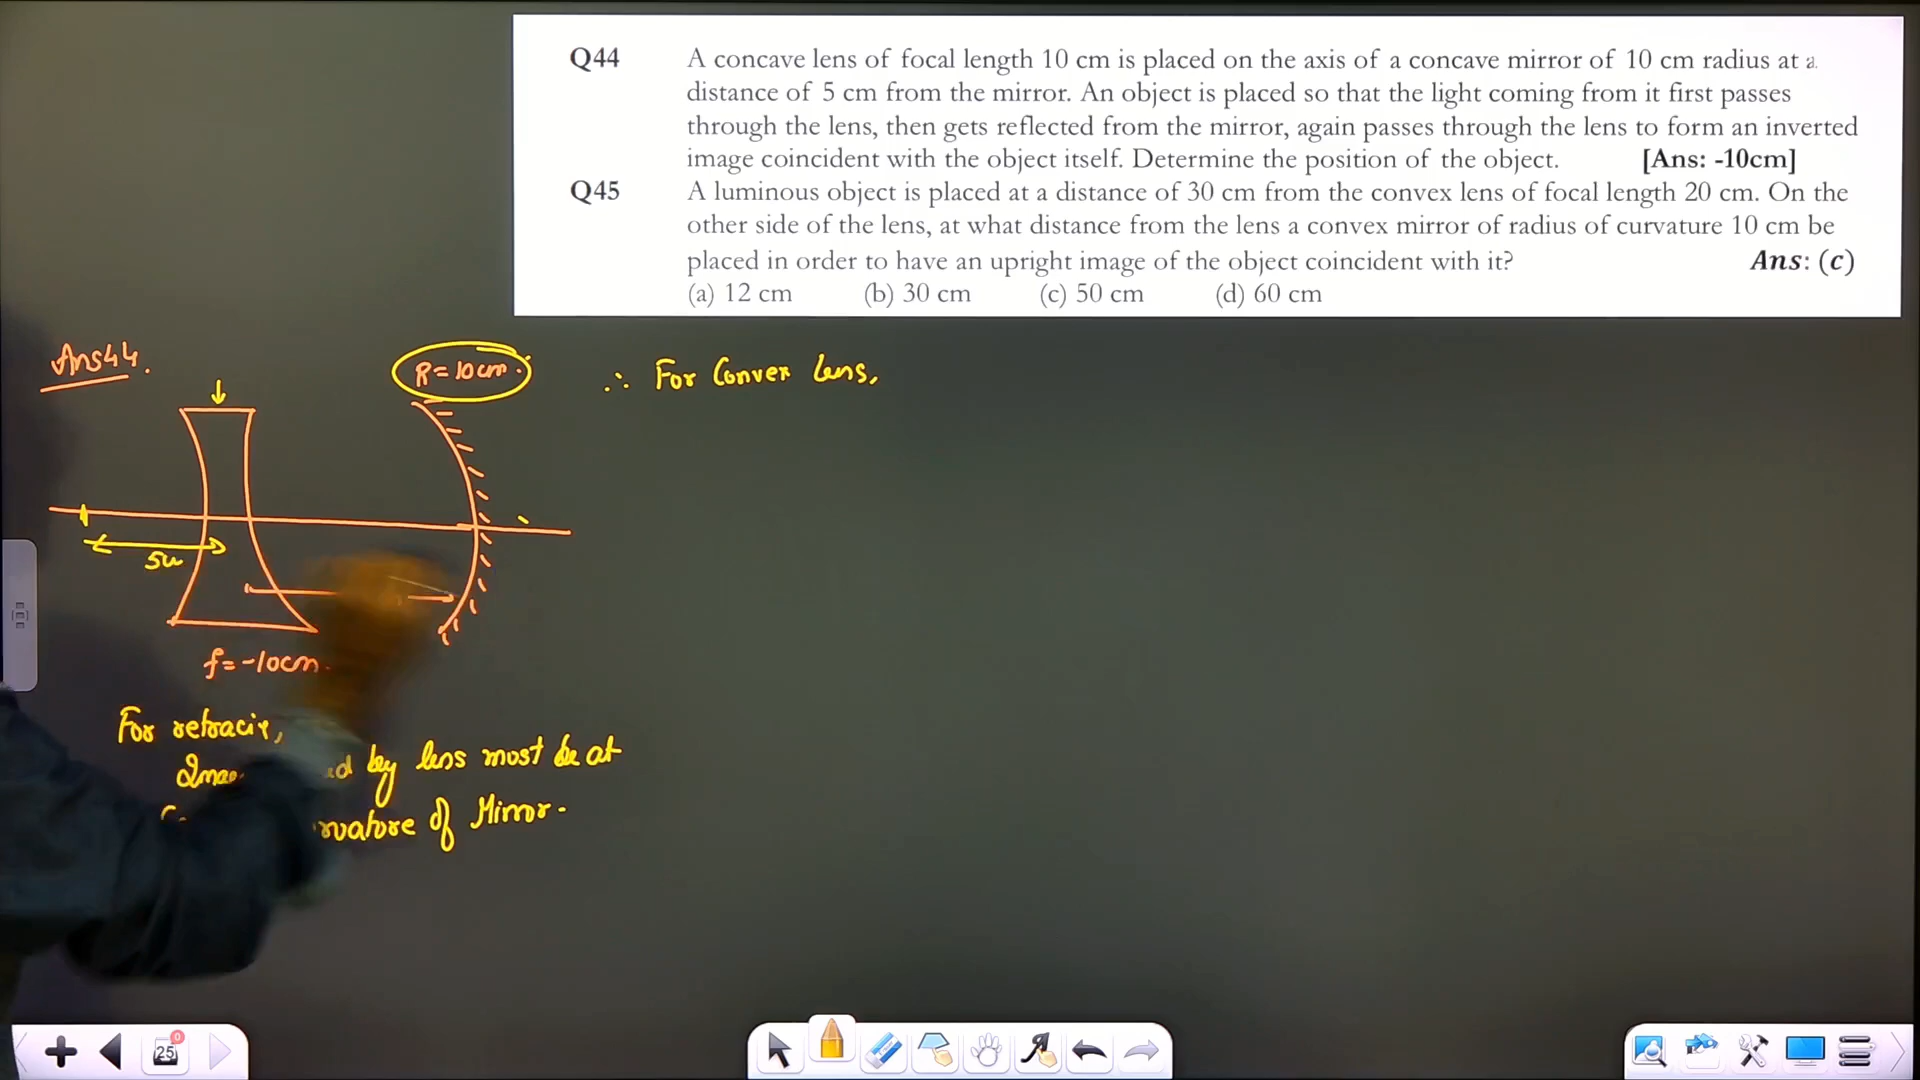 Q44 A concave lens of focal length 10 cm is placed on the axis of a concave mirror of 10 cm radius at a
distance of 5 cm from the mirror. An object is placed so that the light coming from it first passes
through the lens, then gets reflected from the mirror, again passes through the lens to form an inverted
image coincident with the object itself. Determine the position of the object. [Ans: -10cm]
Q45 A luminous object is placed at a distance of 30 cm from the convex lens of focal length 20 cm. On the
other side of the lens, at what distance from the lens a convex mirror of radius of curvature 10 cm be
placed in order to have an upright image of the object coincident with it? Ans: (c)
(a) 12 cm (b) 30 cm (c) 50 cm (d) 60 cm
Ans44.
R=10cm.
∴ For Convex lens,
f=-10cm.
For
by lens most be at
of Mirror.
25
0